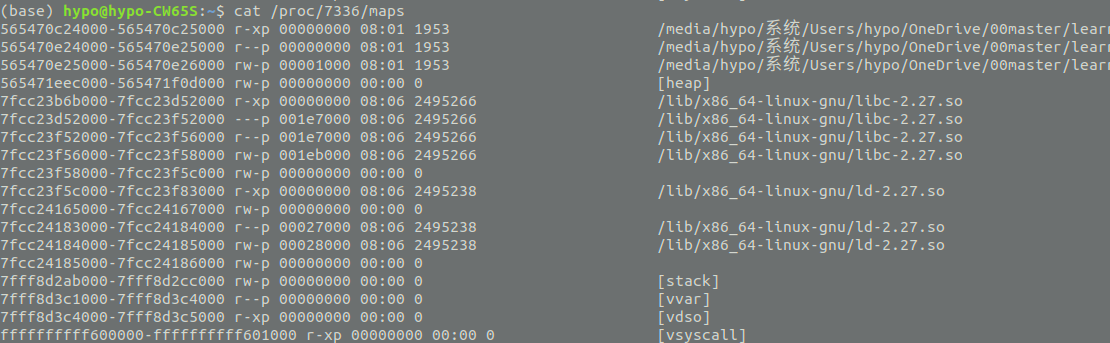 (base) hypo@hypo-CW65S:~$ cat /proc/7336/maps
565470c24000-565470c25000 r-xp 00000000 08:01 1953 /media/hypo/系统/Users/hypo/OneDrive/00master/lear
565470e24000-565470e25000 r--p 00000000 08:01 1953 /media/hypo/系统/Users/hypo/OneDrive/00master/lear
565470e25000-565470e26000 rw-p 00001000 08:01 1953 /media/hypo/系统/Users/hypo/OneDrive/00master/lear
565471eec000-565471f0d000 rw-p 00000000 00:00 0 [heap]
7fcc23b6b000-7fcc23d52000 r-xp 00000000 08:06 2495266 /lib/x86_64-linux-gnu/libc-2.27.so
7fcc23d52000-7fcc23f52000 ---p 001e7000 08:06 2495266 /lib/x86_64-linux-gnu/libc-2.27.so
7fcc23f52000-7fcc23f56000 r--p 001e7000 08:06 2495266 /lib/x86_64-linux-gnu/libc-2.27.so
7fcc23f56000-7fcc23f58000 rw-p 001eb000 08:06 2495266 /lib/x86_64-linux-gnu/libc-2.27.so
7fcc23f58000-7fcc23f5c000 rw-p 00000000 00:00 0
7fcc23f5c000-7fcc23f83000 r-xp 00000000 08:06 2495238 /lib/x86_64-linux-gnu/ld-2.27.so
7fcc24165000-7fcc24167000 rw-p 00000000 00:00 0
7fcc24183000-7fcc24184000 r--p 00027000 08:06 2495238 /lib/x86_64-linux-gnu/ld-2.27.so
7fcc24184000-7fcc24185000 rw-p 00028000 08:06 2495238 /lib/x86_64-linux-gnu/ld-2.27.so
7fcc24185000-7fcc24186000 rw-p 00000000 00:00 0
7fff8d2ab000-7fff8d2cc000 rw-p 00000000 00:00 0 [stack]
7fff8d3c1000-7fff8d3c4000 r--p 00000000 00:00 0 [vvar]
7fff8d3c4000-7fff8d3c5000 r-xp 00000000 00:00 0 [vdso]
ffffffffff600000-ffffffffff601000 r-xp 00000000 00:00 0 [vsyscall]